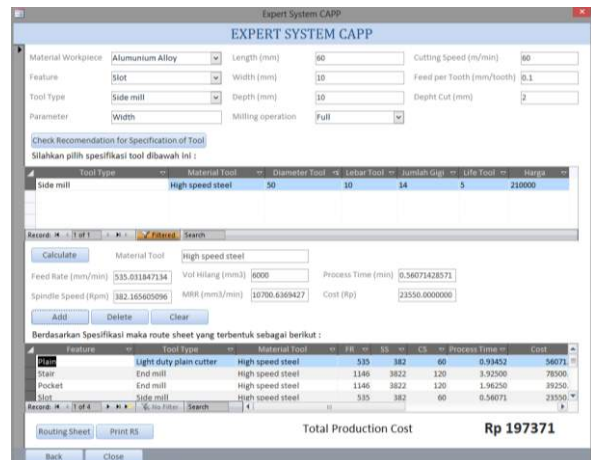 Expert System CAPP
EXPERT SYSTEM CAPP
Material Workpiece Alumunium Alloy Length (mm) 60 Cutting Speed (m/min) 60
Feature Slot Width (mm) 10 Feed per Tooth (mm/tooth) 0.1
Tool Type Side mill Depth (mm) 10 Depht Cut (mm) 2
Parameter Width Milling operation Full
Check Recomendation for Specification of Tool
Silahkan pilih spesifikasi tool dibawah ini :
Tool Type Material Tool Diameter Tool Lebar Tool Jumlah Gigi Life Tool Harga
Side mill High speed steel 50 10 14 5 210000
Record: 1 of 1 Filtered Search
Calculate Material Tool High speed steel
Feed Rate (mm/min) 535.031847134 Vol Hilang (mm3) 6000 Process Time (min) 0.56071428571
Spindle Speed (Rpm) 382.165605096 MRR (mm3/min) 10700.6369427 Cost (Rp) 23550.0000000
Add Delete Clear
Berdasarkan Spesifikasi maka route sheet yang terbentuk sebagai berikut :
Feature Tool Type Material Tool FR SS CS Process Time Cost
Plain Light duty plain cutter High speed steel 535 382 60 0.93452 56071.
Stair End mill High speed steel 1146 3822 120 3.92500 78500.
Pocket End mill High speed steel 1146 3822 120 1.96250 39250.
Slot Side mill High speed steel 535 382 60 0.56071 23550.
Record: 1 of 4 No Filter Search
Routing Sheet Print RS Total Production Cost Rp 197371
Back Close